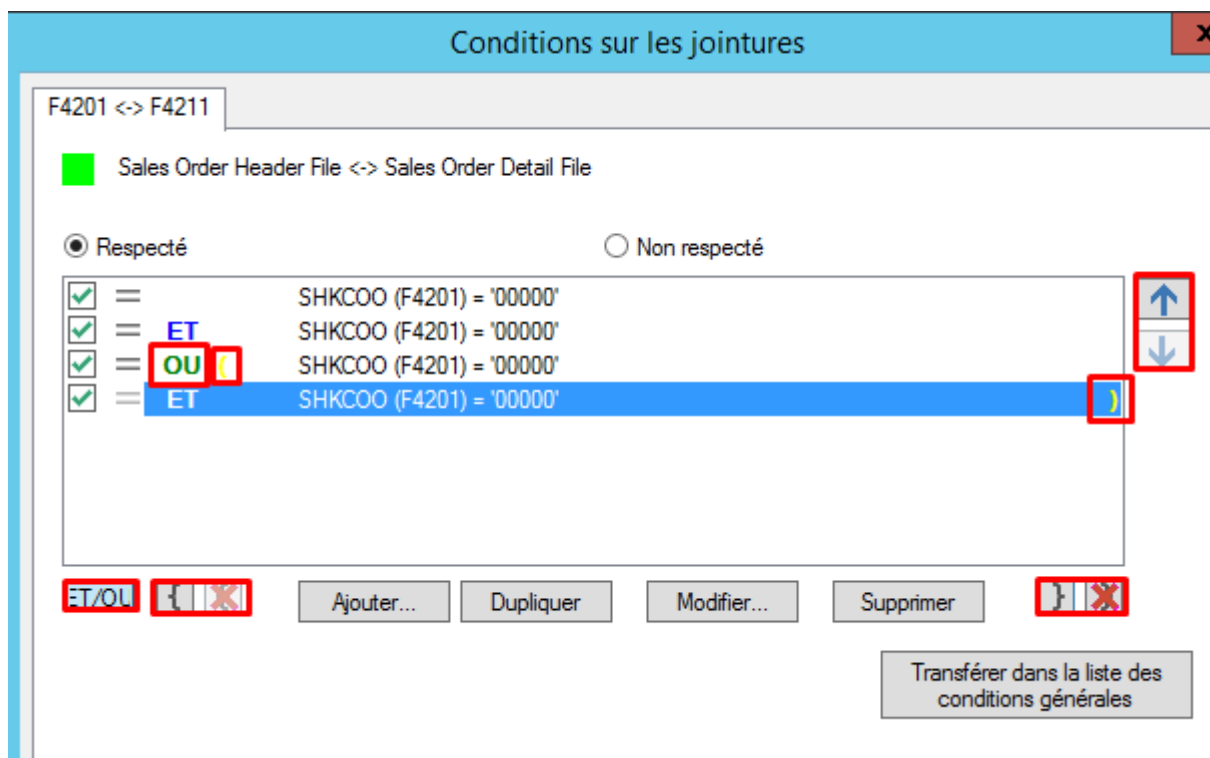 Conditions sur les jointures
x
F4201 <-> F4211
Sales Order Header File <-> Sales Order Detail File
Respecté Non respecté
= SHKCOO (F4201) = '00000'
= ET SHKCOO (F4201) = '00000'
= OU ( SHKCOO (F4201) = '00000'
= ET SHKCOO (F4201) = '00000' )
ET/OU { Ajouter... Dupliquer Modifier... Supprimer }
Transférer dans la liste des
conditions générales